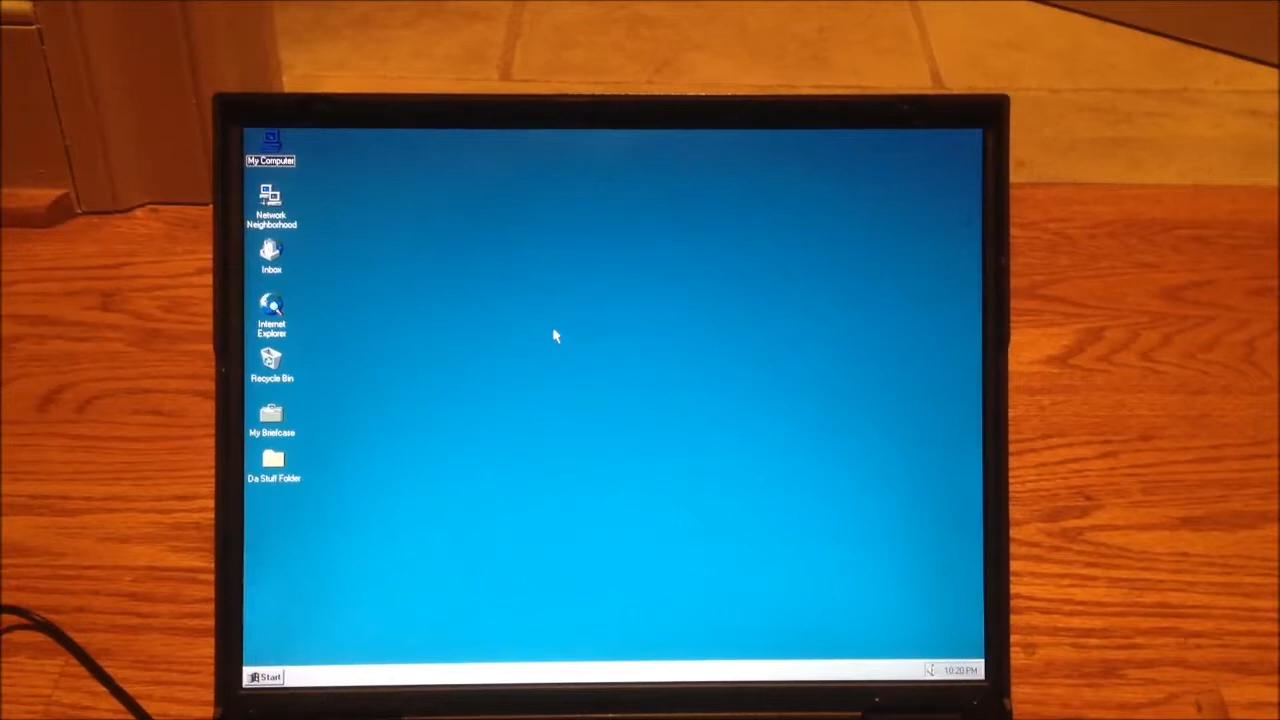 My Computer
Network
Neighborhood
Inbox
Internet
Explorer
Recycle Bin
My Briefcase
Da Stuff Folder
Start
10:20 PM